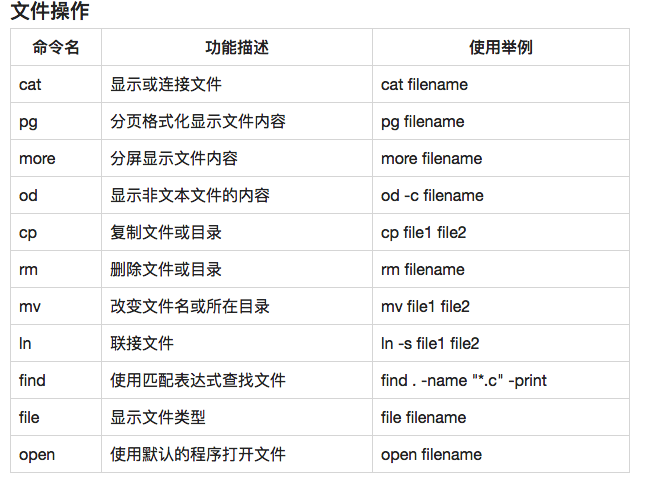 文件操作
命令名 功能描述 使用举例
cat 显示或连接文件 cat filename
pg 分页格式化显示文件内容 pg filename
more 分屏显示文件内容 more filename
od 显示非文本文件的内容 od -c filename
cp 复制文件或目录 cp file1 file2
rm 删除文件或目录 rm filename
mv 改变文件名或所在目录 mv file1 file2
ln 联接文件 ln -s file1 file2
find 使用匹配表达式查找文件 find . -name "*.c" -print
file 显示文件类型 file filename
open 使用默认的程序打开文件 open filename